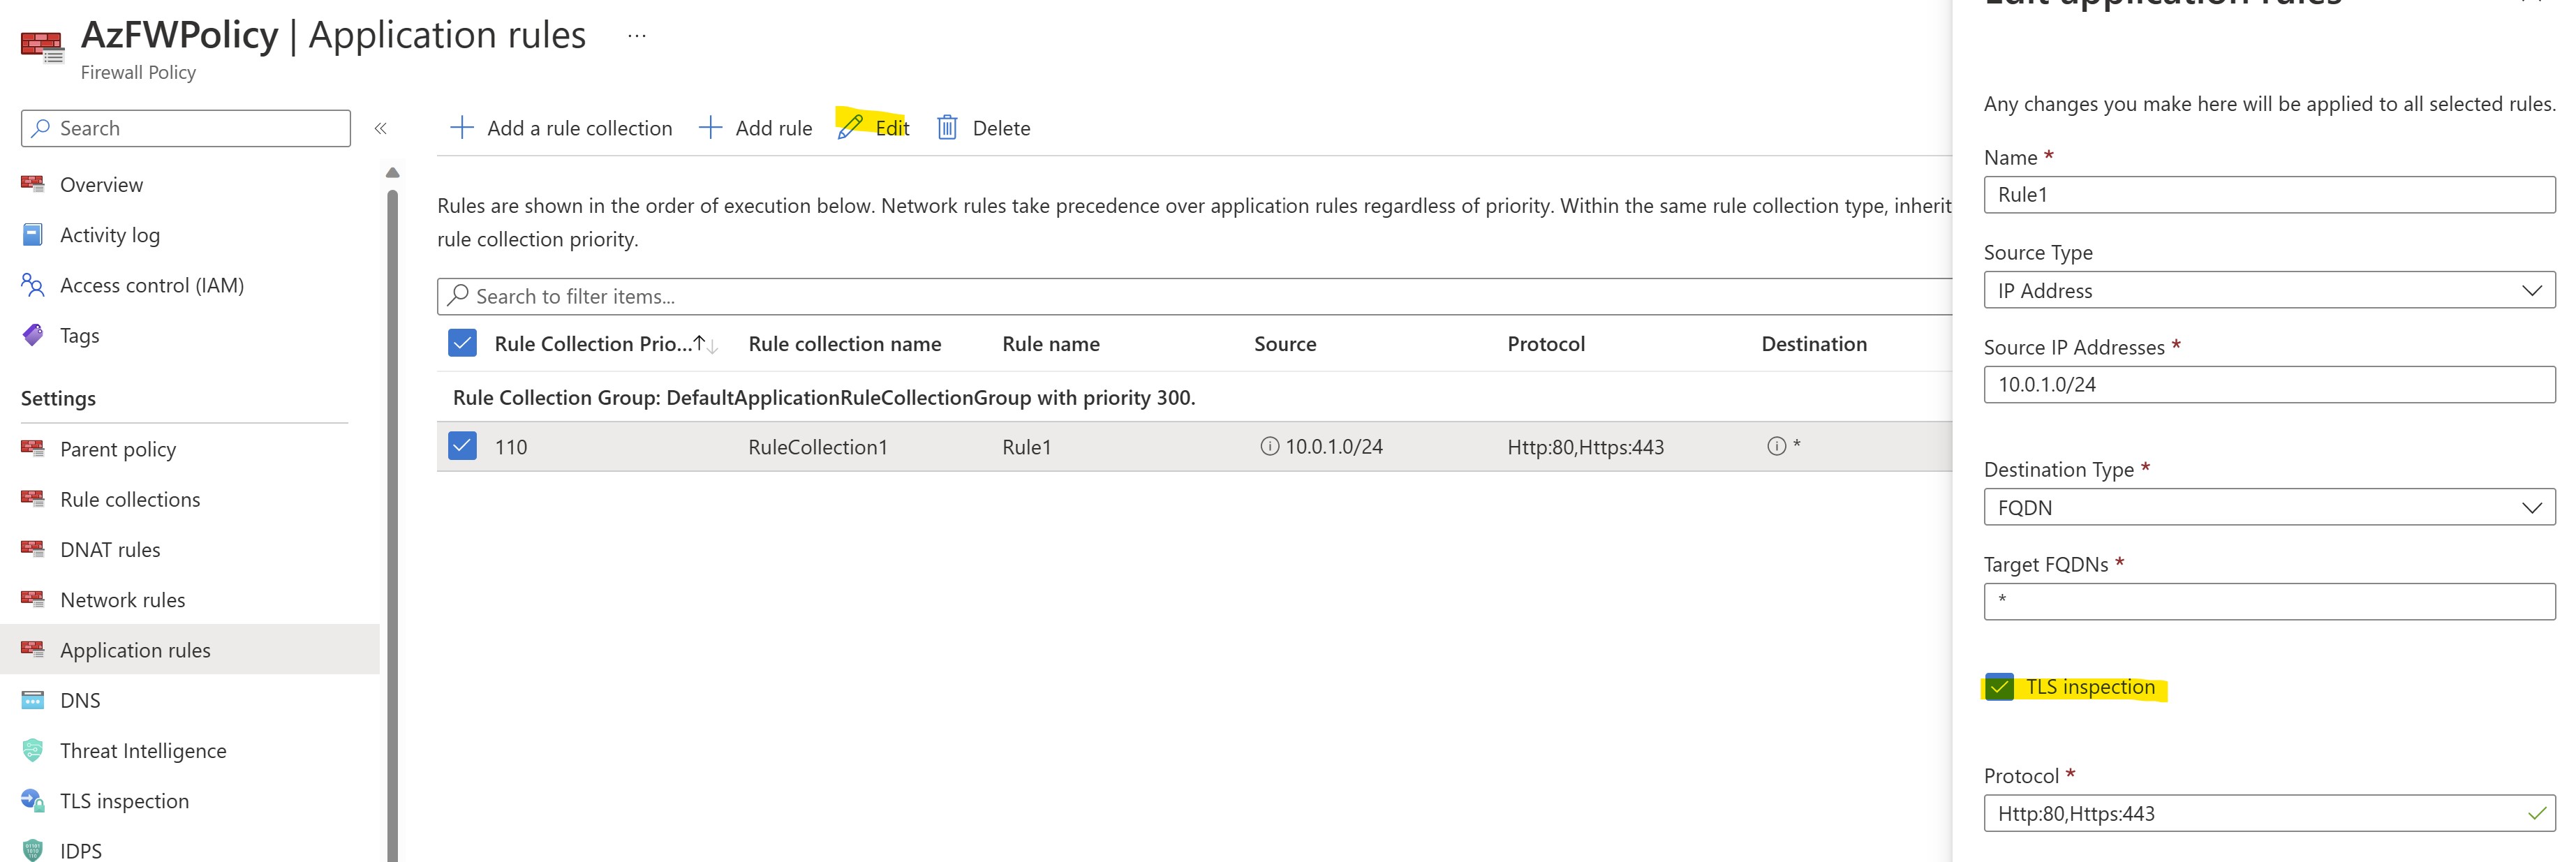 AzFWPolicy | Application rules ...
Firewall Policy
Search
Overview
Activity log
Access control (IAM)
Tags
Settings
Parent policy
Rule collections
DNAT rules
Network rules
Application rules
DNS
Threat Intelligence
TLS inspection
IDPS
Add a rule collection
Add rule
Edit
Delete
Rules are shown in the order of execution below. Network rules take precedence over application rules regardless of priority. Within the same rule collection type, inherit
rule collection priority.
Search to filter items...
Rule Collection Prio... Rule collection name Rule name Source Protocol Destination
Rule Collection Group: DefaultApplicationRuleCollectionGroup with priority 300.
110 RuleCollection1 Rule1 10.0.1.0/24 Http:80,Https:443 *
Edit application rules
Any changes you make here will be applied to all selected rules.
Name *
Rule1
Source Type
IP Address
Source IP Addresses *
10.0.1.0/24
Destination Type *
FQDN
Target FQDNs *
*
TLS inspection
Protocol *
Http:80,Https:443